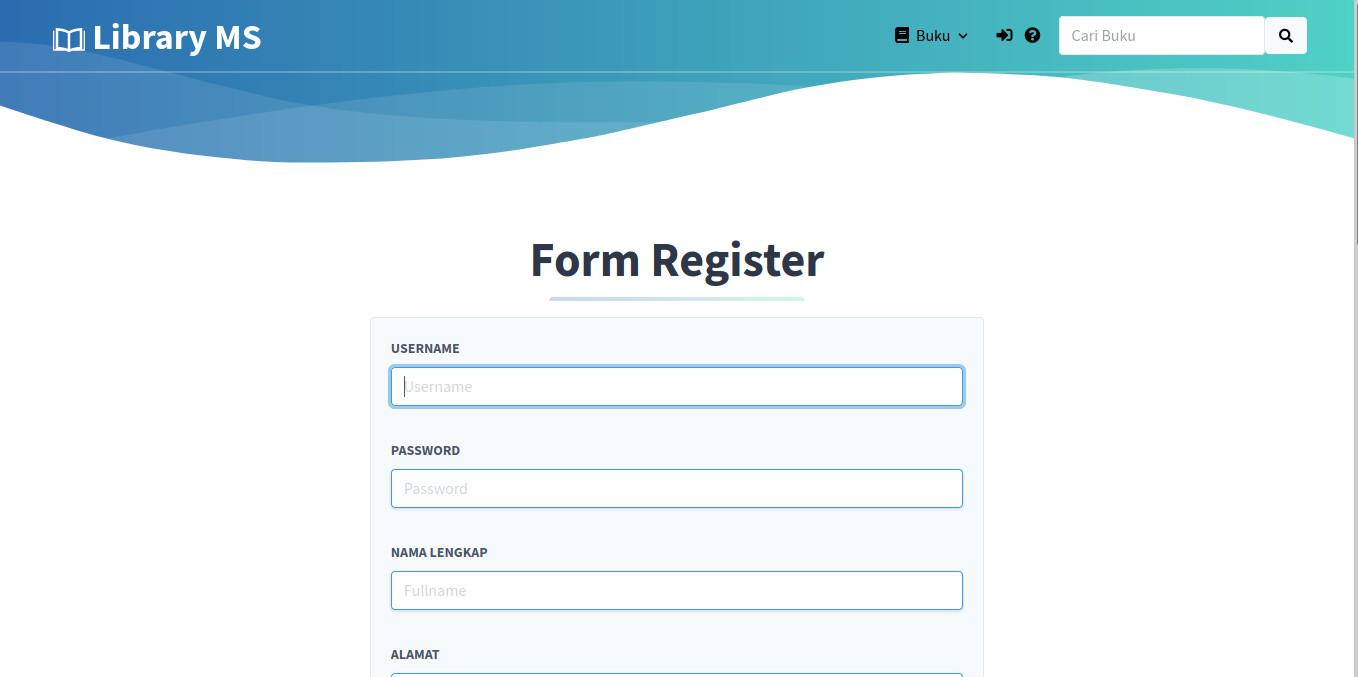 Library MS
Buku
Cari Buku
Form Register
USERNAME
Username
PASSWORD
Password
NAMA LENGKAP
Fullname
ALAMAT